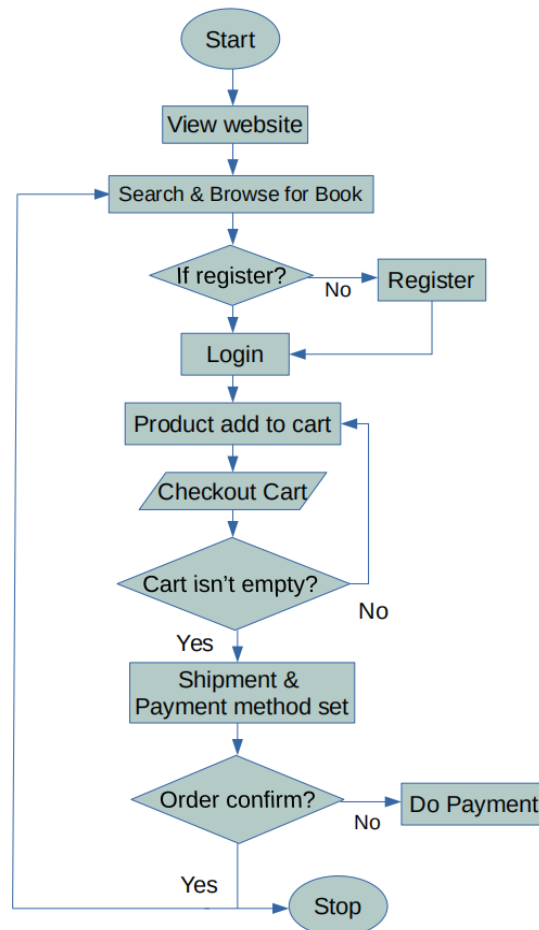 Start
View website
Search & Browse for Book
If register?
No
Register
Login
Product add to cart
Checkout Cart
Cart isn't empty?
No
Yes
Shipment &
Payment method set
Order confirm?
No
Do Payment
Yes
Stop